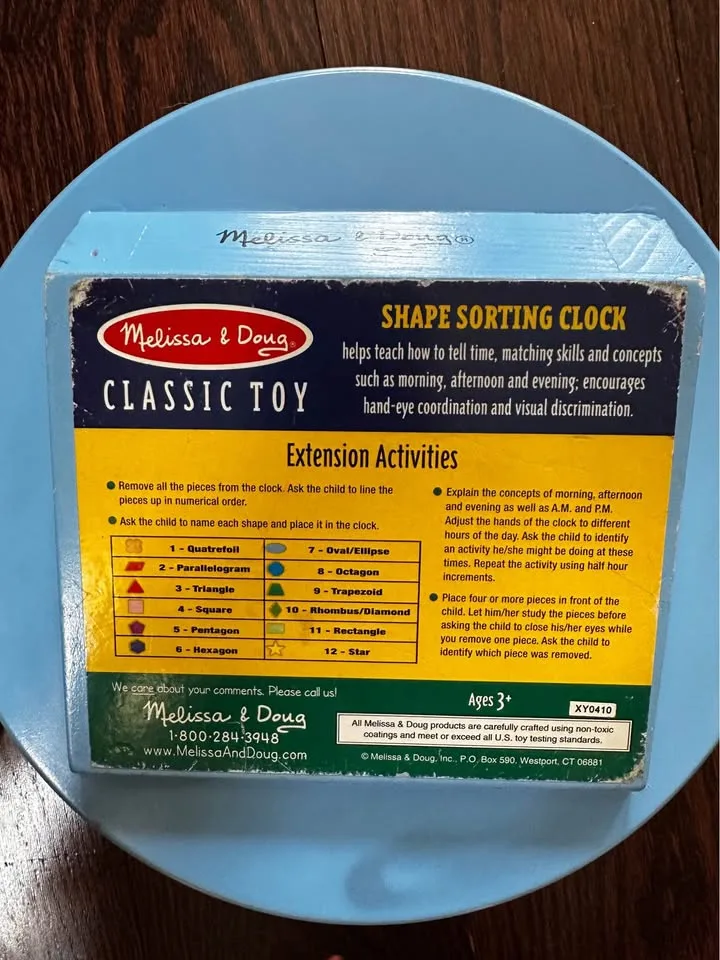 Melissa & Doug®
Melissa & Doug®
CLASSIC TOY
SHAPE SORTING CLOCK
helps teach how to tell time, matching skills and concepts
such as morning, afternoon and evening; encourages
hand-eye coordination and visual discrimination.
Extension Activities
● Remove all the pieces from the clock. Ask the child to line the
pieces up in numerical order.
● Ask the child to name each shape and place it in the clock.
1 - Quatrefoil
7 - Oval/Ellipse
2 - Parallelogram
8 - Octagon
3 - Triangle
9 - Trapezoid
4 - Square
10 - Rhombus/Diamond
5 - Pentagon
11 - Rectangle
6 - Hexagon
12 - Star
● Explain the concepts of morning, afternoon
and evening as well as A.M. and P.M.
Adjust the hands of the clock to different
hours of the day. Ask the child to identify
an activity he/she might be doing at these
times. Repeat the activity using half hour
increments.
● Place four or more pieces in front of the
child. Let him/her study the pieces before
asking the child to close his/her eyes while
you remove one piece. Ask the child to
identify which piece was removed.
We care about your comments. Please call us!
Melissa & Doug
1-800-284-3948
www.MelissaAndDoug.com
Ages 3+
XY0410
All Melissa & Doug products are carefully crafted using non-toxic
coatings and meet or exceed all U.S. toy testing standards.
© Melissa & Doug, Inc., P.O. Box 590, Westport, CT 06881